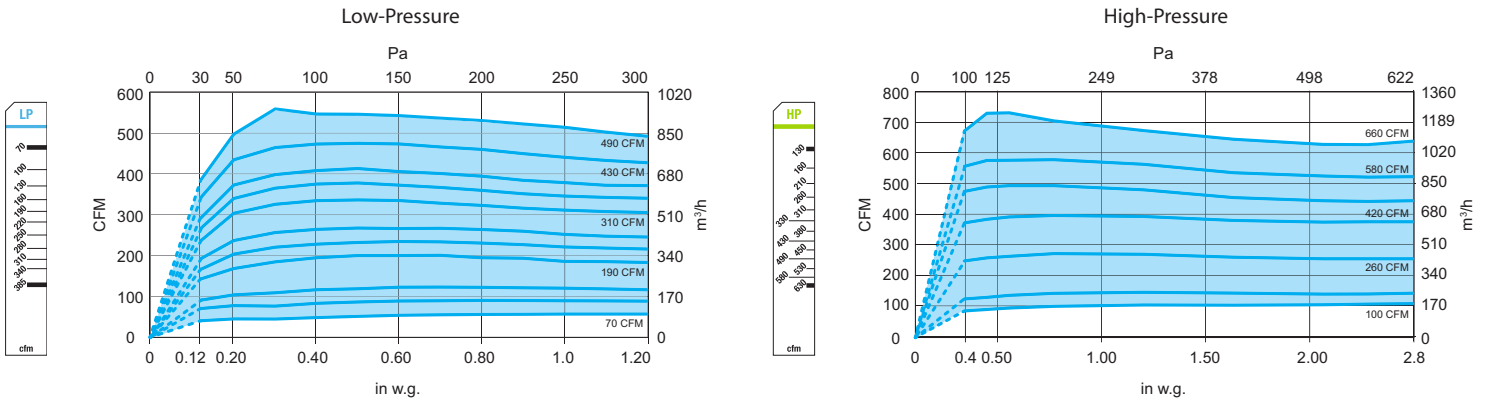 Low-Pressure
Pa
0 30 50 100 150 200 250 300
600 1020
500 850
400 680
300 510
200 340
100 170
0 0
CFM
m³/h
490 CFM
430 CFM
310 CFM
190 CFM
70 CFM
0 0.12 0.20 0.40 0.60 0.80 1.0 1.20
in w.g.
LP
70
100
130
160
190
220
250
280
310
340
385
cfm
High-Pressure
Pa
0 100 125 249 378 498 622
800 1360
700 1189
600 1020
500 850
400 680
300 510
200 340
100 170
0 0
CFM
m³/h
660 CFM
580 CFM
420 CFM
260 CFM
100 CFM
0 0.4 0.50 1.00 1.50 2.00 2.8
in w.g.
HP
130
160
210
260
310
330
380
430
450
490
530
580
630
cfm